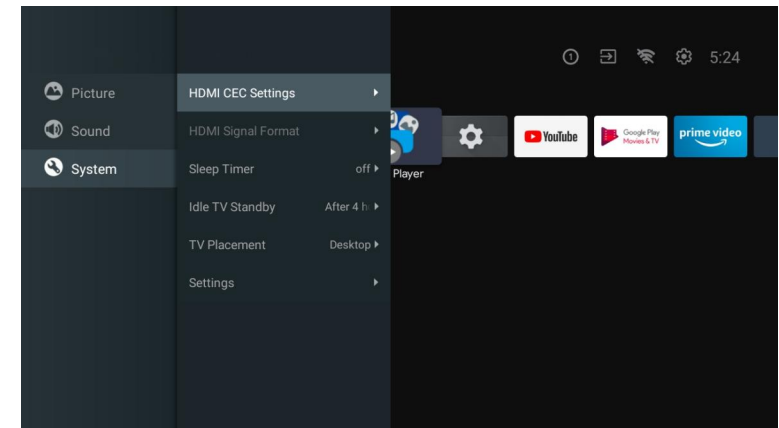 1 5:24
Picture
Sound
System
HDMI CEC Settings
HDMI Signal Format
Sleep Timer off
Idle TV Standby After 4 h
TV Placement Desktop
Settings
Player
YouTube
Google Play
Movies & TV
prime video